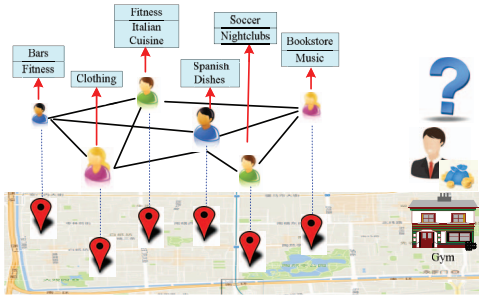 Fitness
Italian
Cuisine
Soccer
Nightclubs
Bookstore
Music
Bars
Fitness
Clothing
Spanish
Dishes
?
Gym